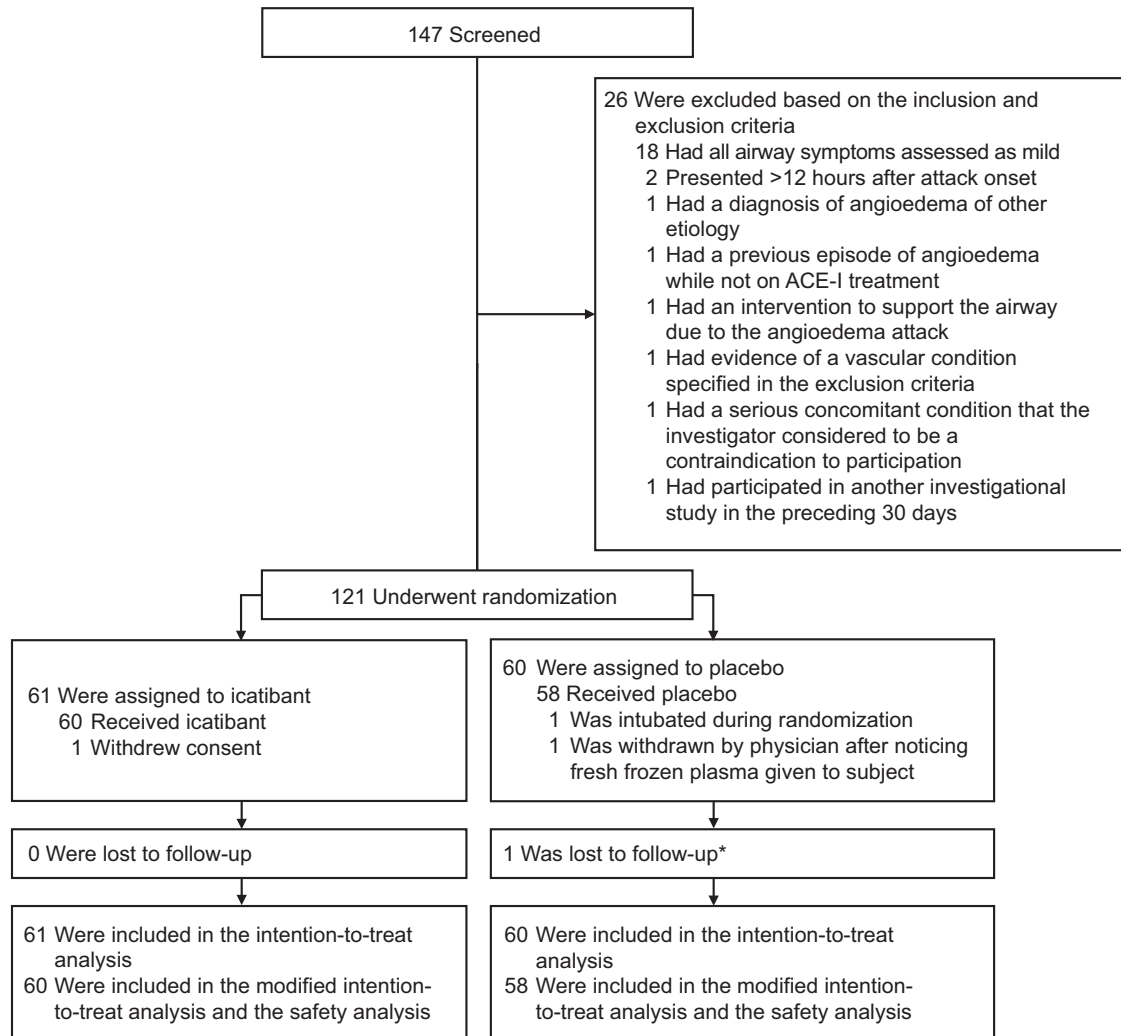 147 Screened
26 Were excluded based on the inclusion and
exclusion criteria
18 Had all airway symptoms assessed as mild
2 Presented >12 hours after attack onset
1 Had a diagnosis of angioedema of other
etiology
1 Had a previous episode of angioedema
while not on ACE-I treatment
1 Had an intervention to support the airway
due to the angioedema attack
1 Had evidence of a vascular condition
specified in the exclusion criteria
1 Had a serious concomitant condition that the
investigator considered to be a
contraindication to participation
1 Had participated in another investigational
study in the preceding 30 days
121 Underwent randomization
61 Were assigned to icatibant
60 Received icatibant
1 Withdrew consent
60 Were assigned to placebo
58 Received placebo
1 Was intubated during randomization
1 Was withdrawn by physician after noticing
fresh frozen plasma given to subject
0 Were lost to follow-up
1 Was lost to follow-up*
61 Were included in the intention-to-treat
analysis
60 Were included in the modified intention-
to-treat analysis and the safety analysis
60 Were included in the intention-to-treat
analysis
58 Were included in the modified intention-
to-treat analysis and the safety analysis